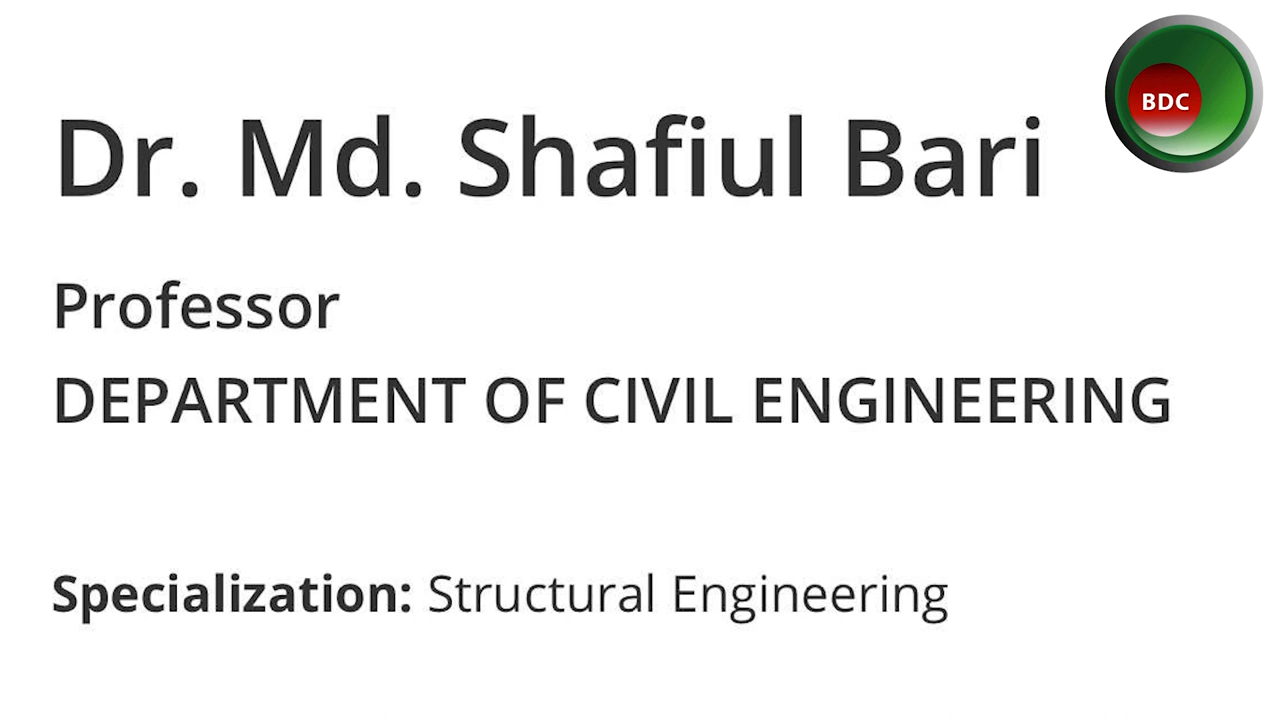 BDC
Dr. Md. Shafiul Bari
Professor
DEPARTMENT OF CIVIL ENGINEERING
Specialization: Structural Engineering